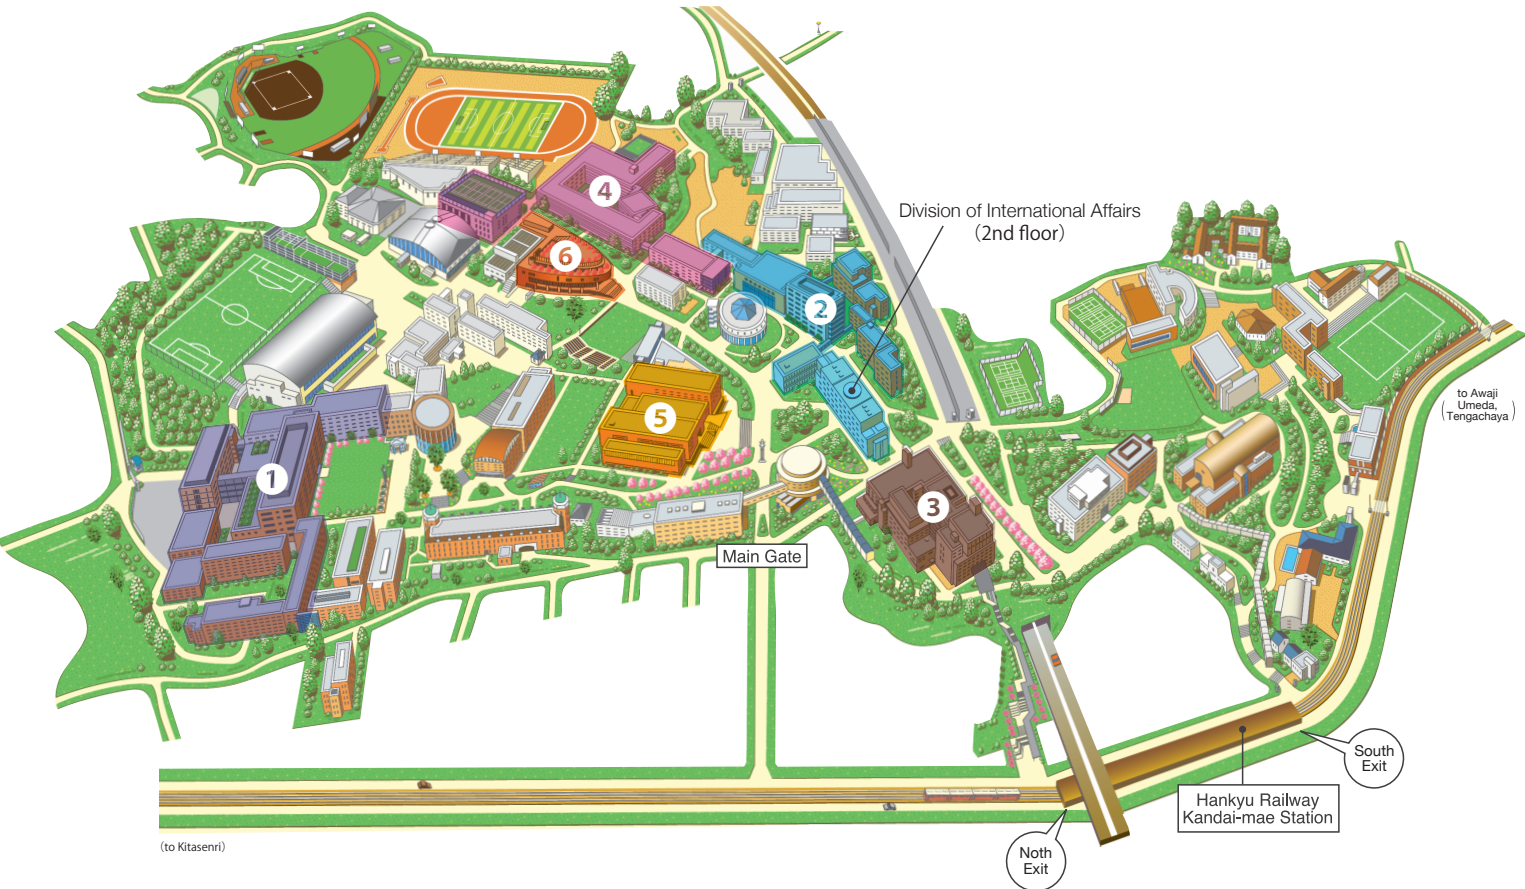 4
Division of International Affairs
(2nd floor)
6
2
to Awaji
Umeda,
Tengachaya
5
1
3
Main Gate
South
Exit
Hankyu Railway
Kandai-mae Station
Noth
Exit
(to Kitasenri)